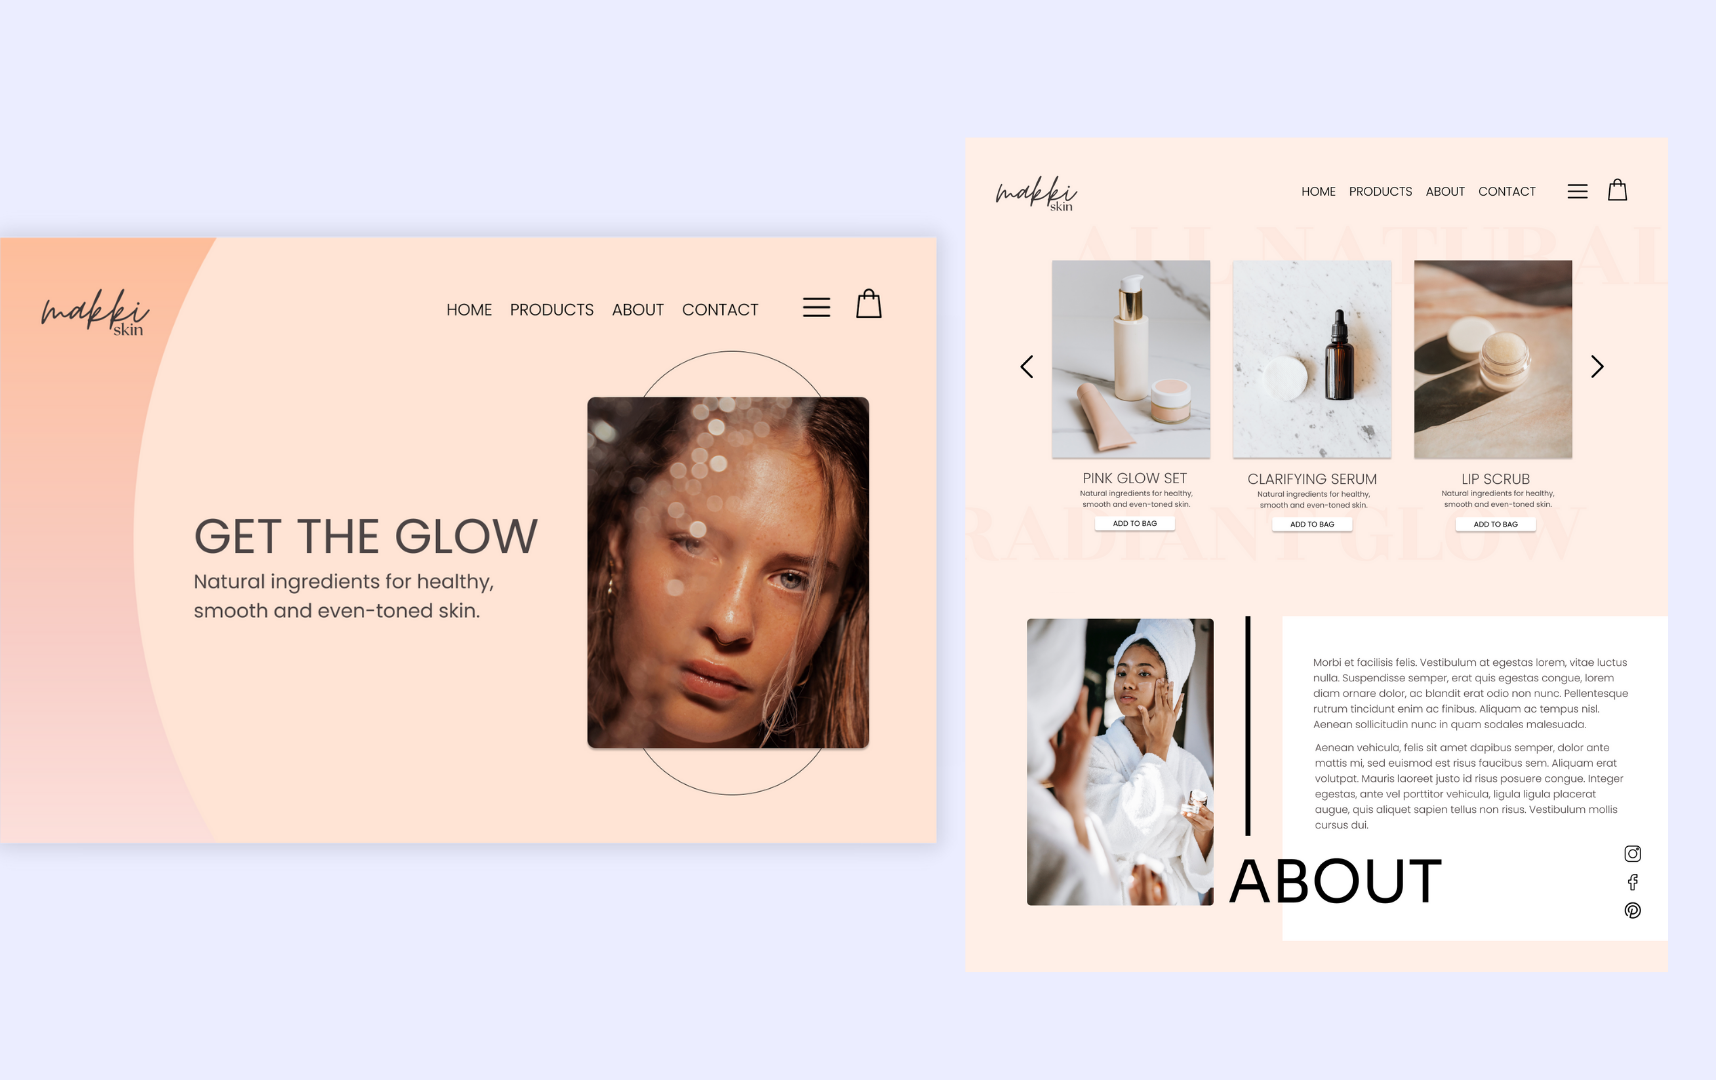 makki
skin
HOME PRODUCTS ABOUT CONTACT
GET THE GLOW
Natural ingredients for healthy,
smooth and even-toned skin.
makki
skin
HOME PRODUCTS ABOUT CONTACT
ALL NATURAL
PINK GLOW SET
Natural ingredients for healthy,
smooth and even-toned skin.
ADD TO BAG
CLARIFYING SERUM
Natural ingredients for healthy,
smooth and even-toned skin.
ADD TO BAG
LIP SCRUB
Natural ingredients for healthy,
smooth and even-toned skin.
ADD TO BAG
RADIANT GLOW
Morbi et facilisis felis. Vestibulum at egestas lorem, vitae luctus
nulla. Suspendisse semper, erat quis egestas congue, lorem
diam ornare dolor, ac blandit erat odio non nunc. Pellentesque
rutrum tincidunt enim ac finibus. Aliquam ac tempus nisl.
Aenean sollicitudin nunc in quam sodales malesuada.
Aenean vehicula, felis sit amet dapibus semper, dolor ante
mattis mi, sed euismod est risus faucibus sem. Aliquam erat
volutpat. Mauris laoreet justo id risus posuere congue. Integer
egestas, ante vel porttitor vehicula, ligula ligula placerat
augue, quis aliquet sapien tellus non risus. Vestibulum mollis
cursus dui.
ABOUT